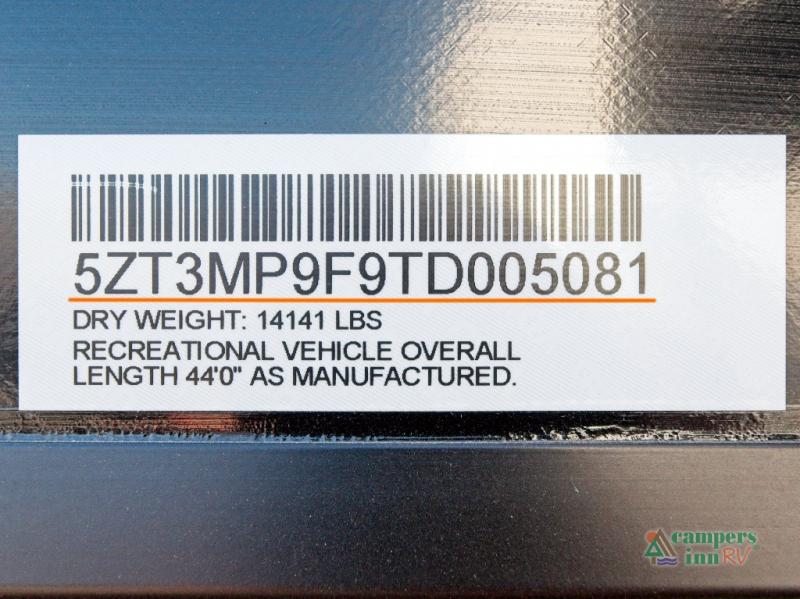 5ZT3MP9F9TD005081
DRY WEIGHT: 14141 LBS
RECREATIONAL VEHICLE OVERALL
LENGTH 44'0" AS MANUFACTURED.
campers
inn RV